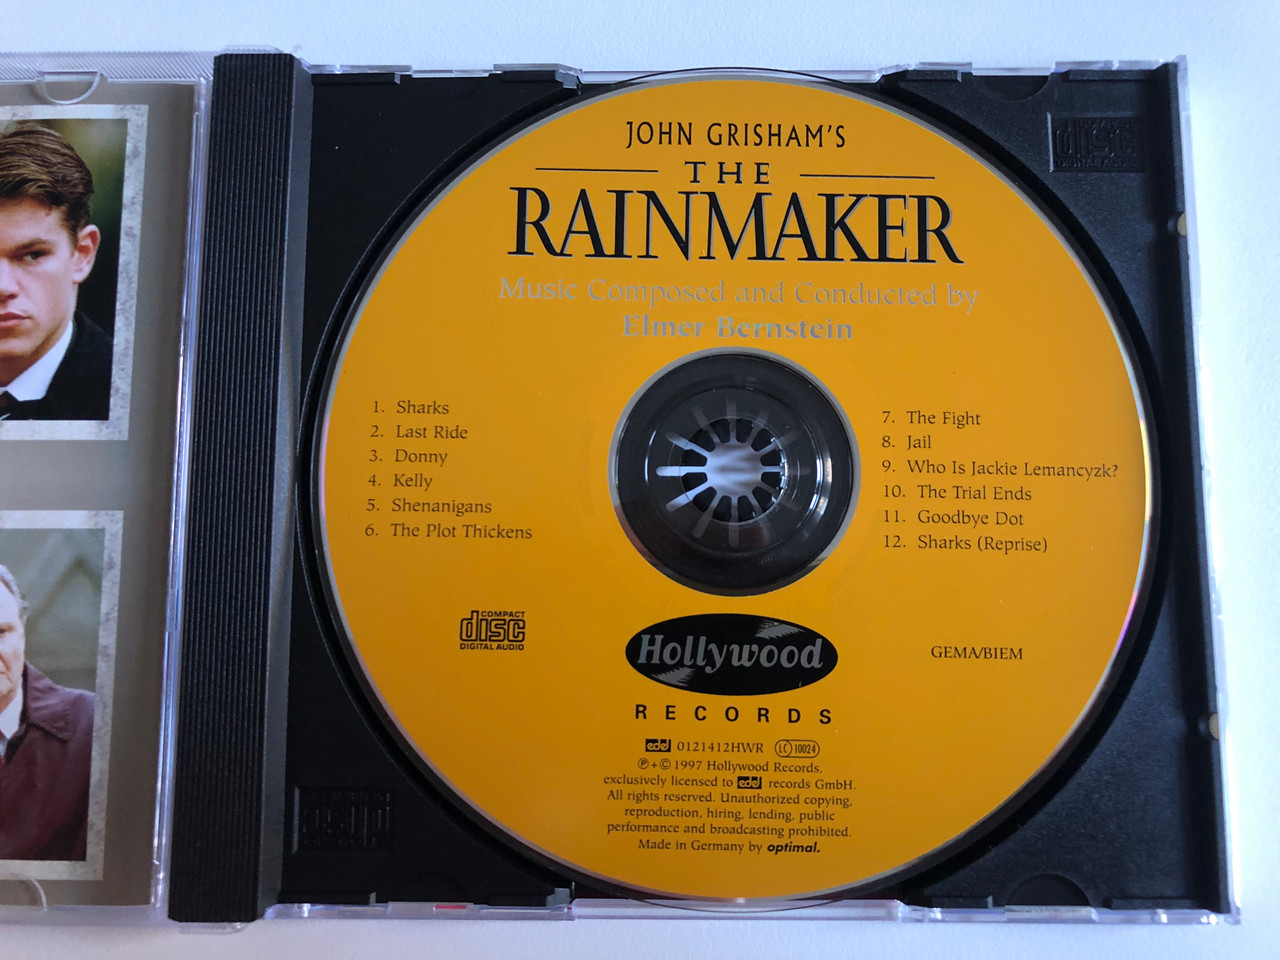 JOHN GRISHAM'S
THE
RAINMAKER
Music Composed and Conducted by
Elmer Bernstein
1. Sharks
2. Last Ride
3. Donny
4. Kelly
5. Shenanigans
6. The Plot Thickens
7. The Fight
8. Jail
9. Who Is Jackie Lemancyzk?
10. The Trial Ends
11. Goodbye Dot
12. Sharks (Reprise)
COMPACT
disc
DIGITAL AUDIO
Hollywood
RECORDS
GEMA/BIEM
edel 0121412HWR LC 10024
℗+© 1997 Hollywood Records,
exclusively licensed to edel records GmbH.
All rights reserved. Unauthorized copying,
reproduction, hiring, lending, public
performance and broadcasting prohibited.
Made in Germany by optimal.
disc
DIGITAL AUDIO